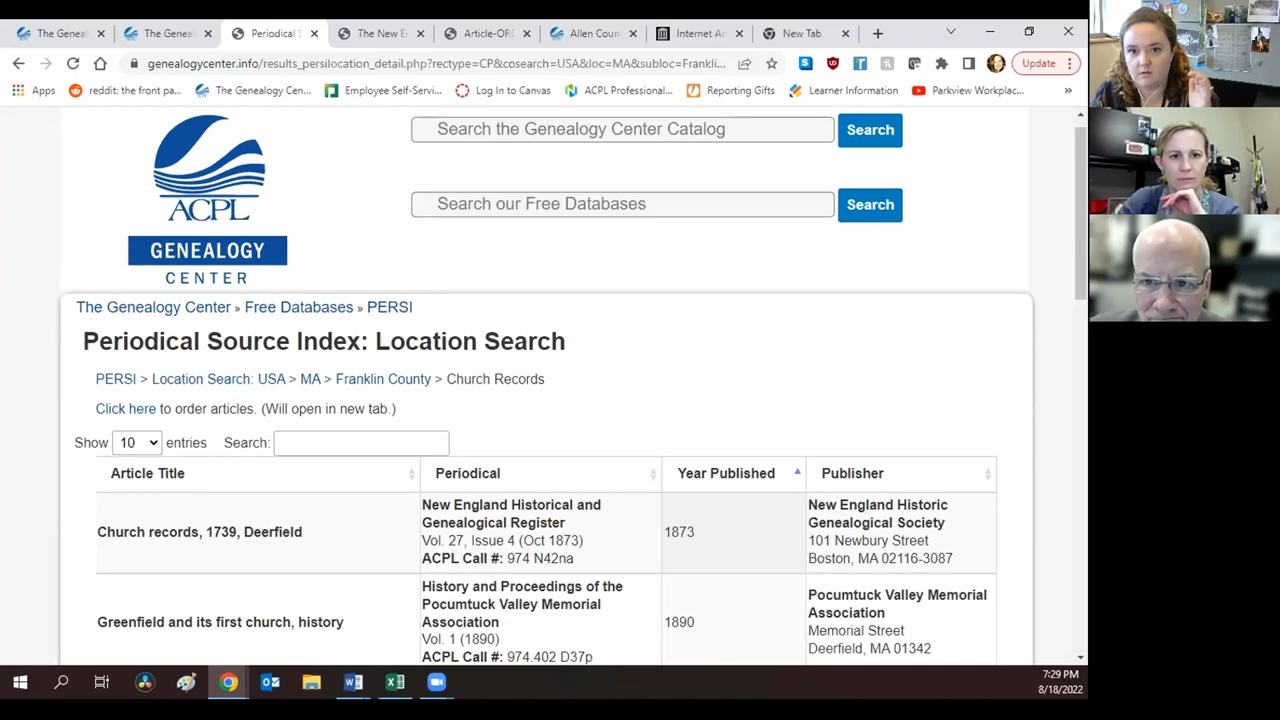 The Geneal
The Geneal
Periodical S
The New E
Article-ORD
Allen Coun
Internet Ar
New Tab
genealogycenter.info/results_persilocation_detail.php?rectype=CP&cosearch=USA&loc=MA&subloc=Frankli...
Update
Apps
reddit: the front pa...
The Genealogy Cen...
Employee Self-Servi...
Log In to Canvas
ACPL Professional...
Reporting Gifts
Learner Information
Parkview Workplac...
»
Search the Genealogy Center Catalog
Search
Search our Free Databases
Search
ACPL
GENEALOGY
CENTER
The Genealogy Center » Free Databases » PERSI
Periodical Source Index: Location Search
PERSI > Location Search: USA > MA > Franklin County > Church Records
Click here to order articles. (Will open in new tab.)
Show 10 entries Search:
Article Title Periodical Year Published Publisher
Church records, 1739, Deerfield
New England Historical and
Genealogical Register
Vol. 27, Issue 4 (Oct 1873)
ACPL Call #: 974 N42na
1873
New England Historic
Genealogical Society
101 Newbury Street
Boston, MA 02116-3087
Greenfield and its first church, history
History and Proceedings of the
Pocumtuck Valley Memorial
Association
Vol. 1 (1890)
ACPL Call #: 974.402 D37p
1890
Pocumtuck Valley Memorial
Association
Memorial Street
Deerfield, MA 01342
7:29 PM
8/18/2022